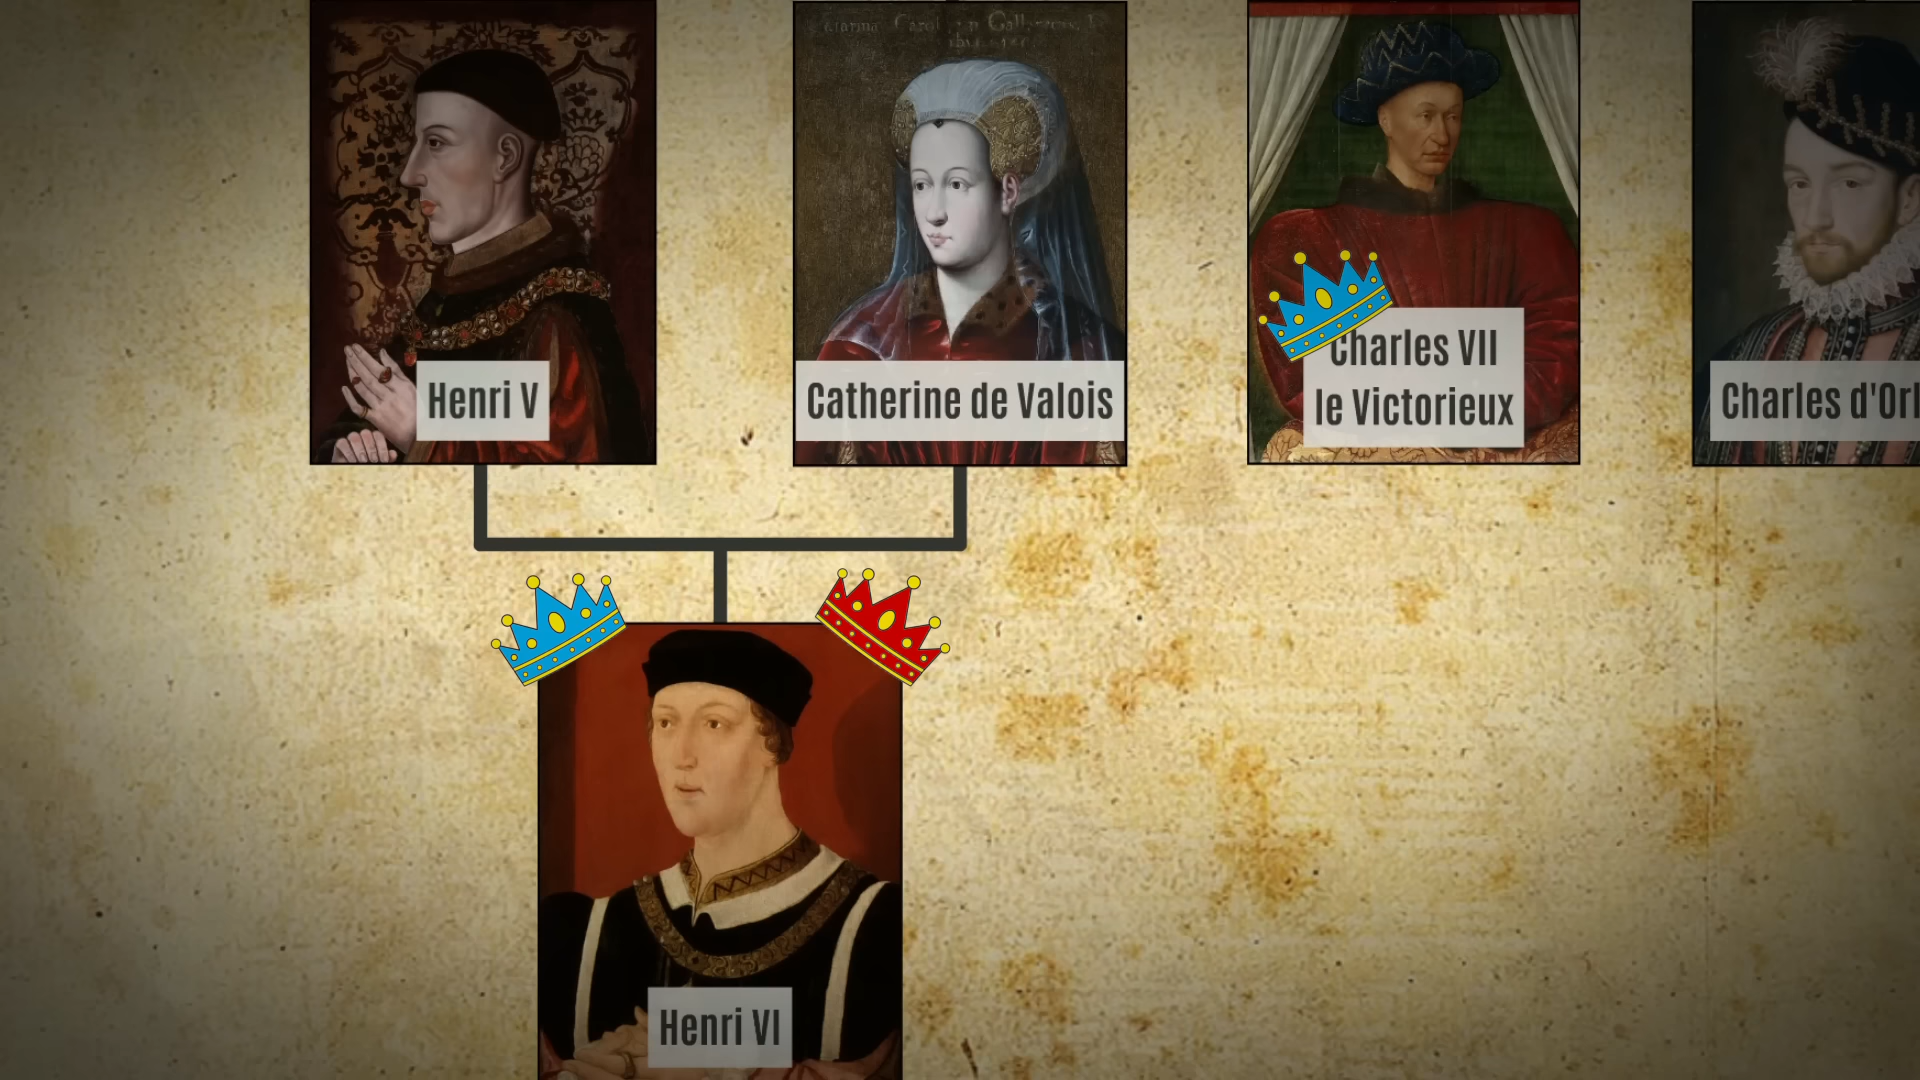 Henri V
Catherine de Valois
Charles VII
le Victorieux
Charles d'Orl
Henri VI